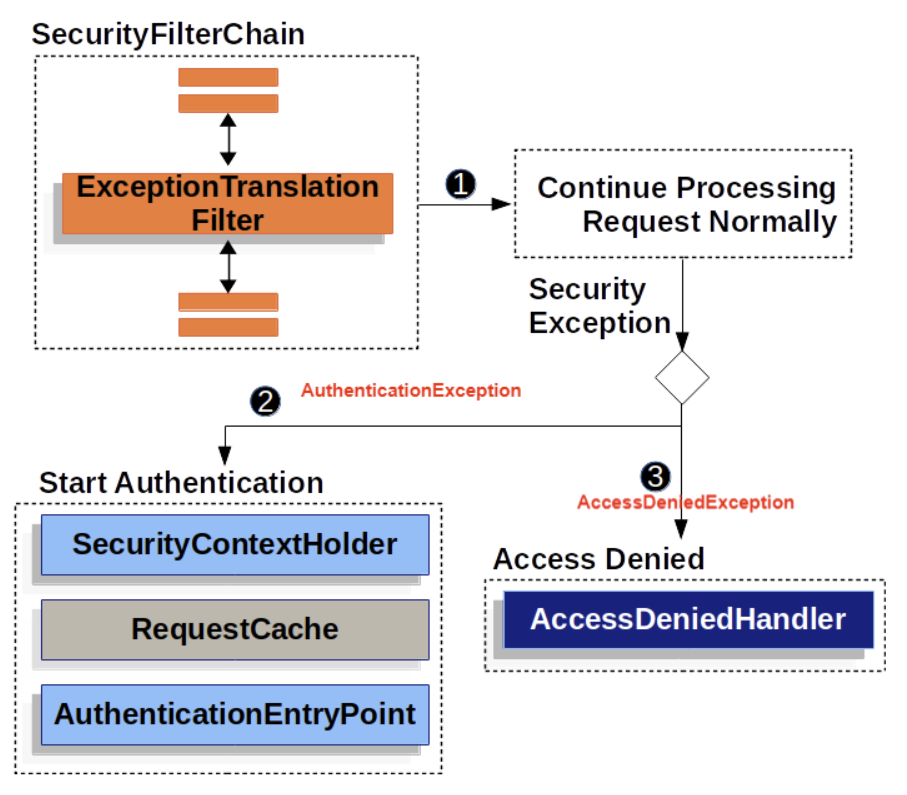 SecurityFilterChain
ExceptionTranslation
Filter
1
Continue Processing
Request Normally
Security
Exception
2
AuthenticationException
3
AccessDeniedException
Start Authentication
SecurityContextHolder
RequestCache
AuthenticationEntryPoint
Access Denied
AccessDeniedHandler